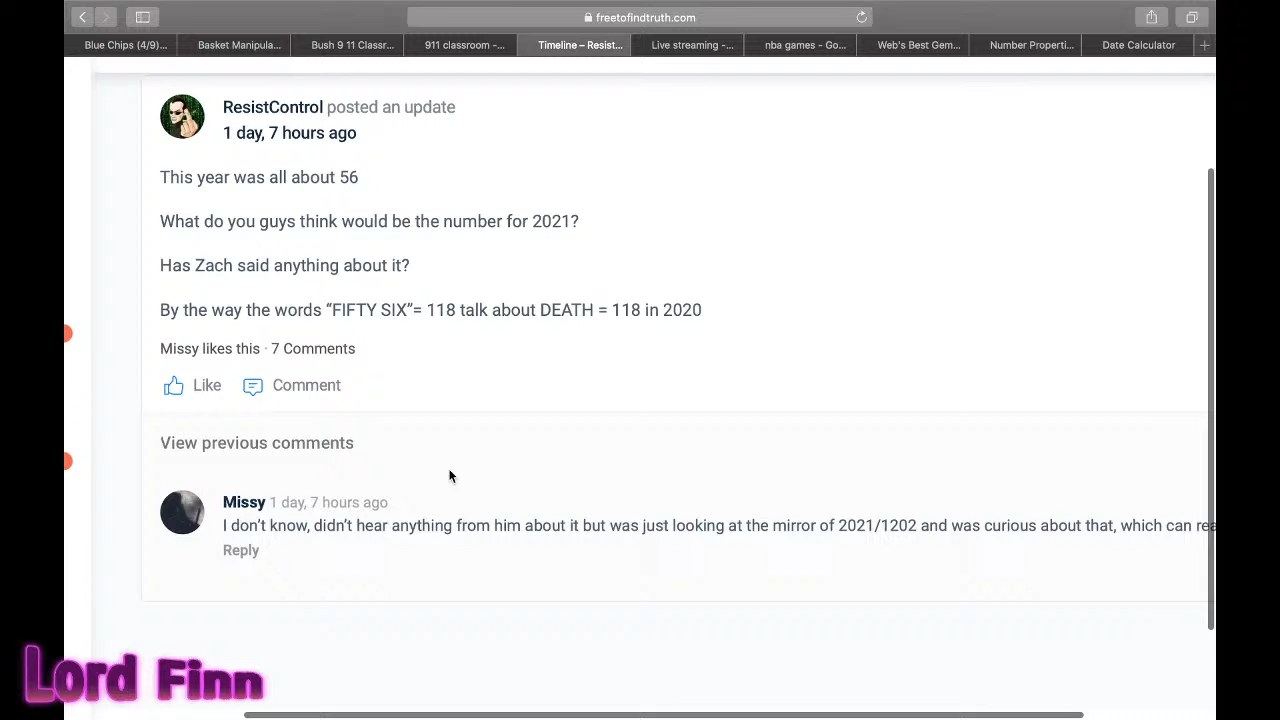 freetofindtruth.com
Blue Chips (4/9)...
Basket Manipula...
Bush 9 11 Classr...
911 classroom -...
Timeline – Resist...
Live streaming -...
nba games - Go...
Web's Best Gem...
Number Properti...
Date Calculator
ResistControl posted an update
1 day, 7 hours ago
This year was all about 56
What do you guys think would be the number for 2021?
Has Zach said anything about it?
By the way the words “FIFTY SIX”= 118 talk about DEATH = 118 in 2020
Missy likes this · 7 Comments
Like Comment
View previous comments
Missy 1 day, 7 hours ago
I don’t know, didn’t hear anything from him about it but was just looking at the mirror of 2021/1202 and was curious about that, which can
Reply
Lord Finn